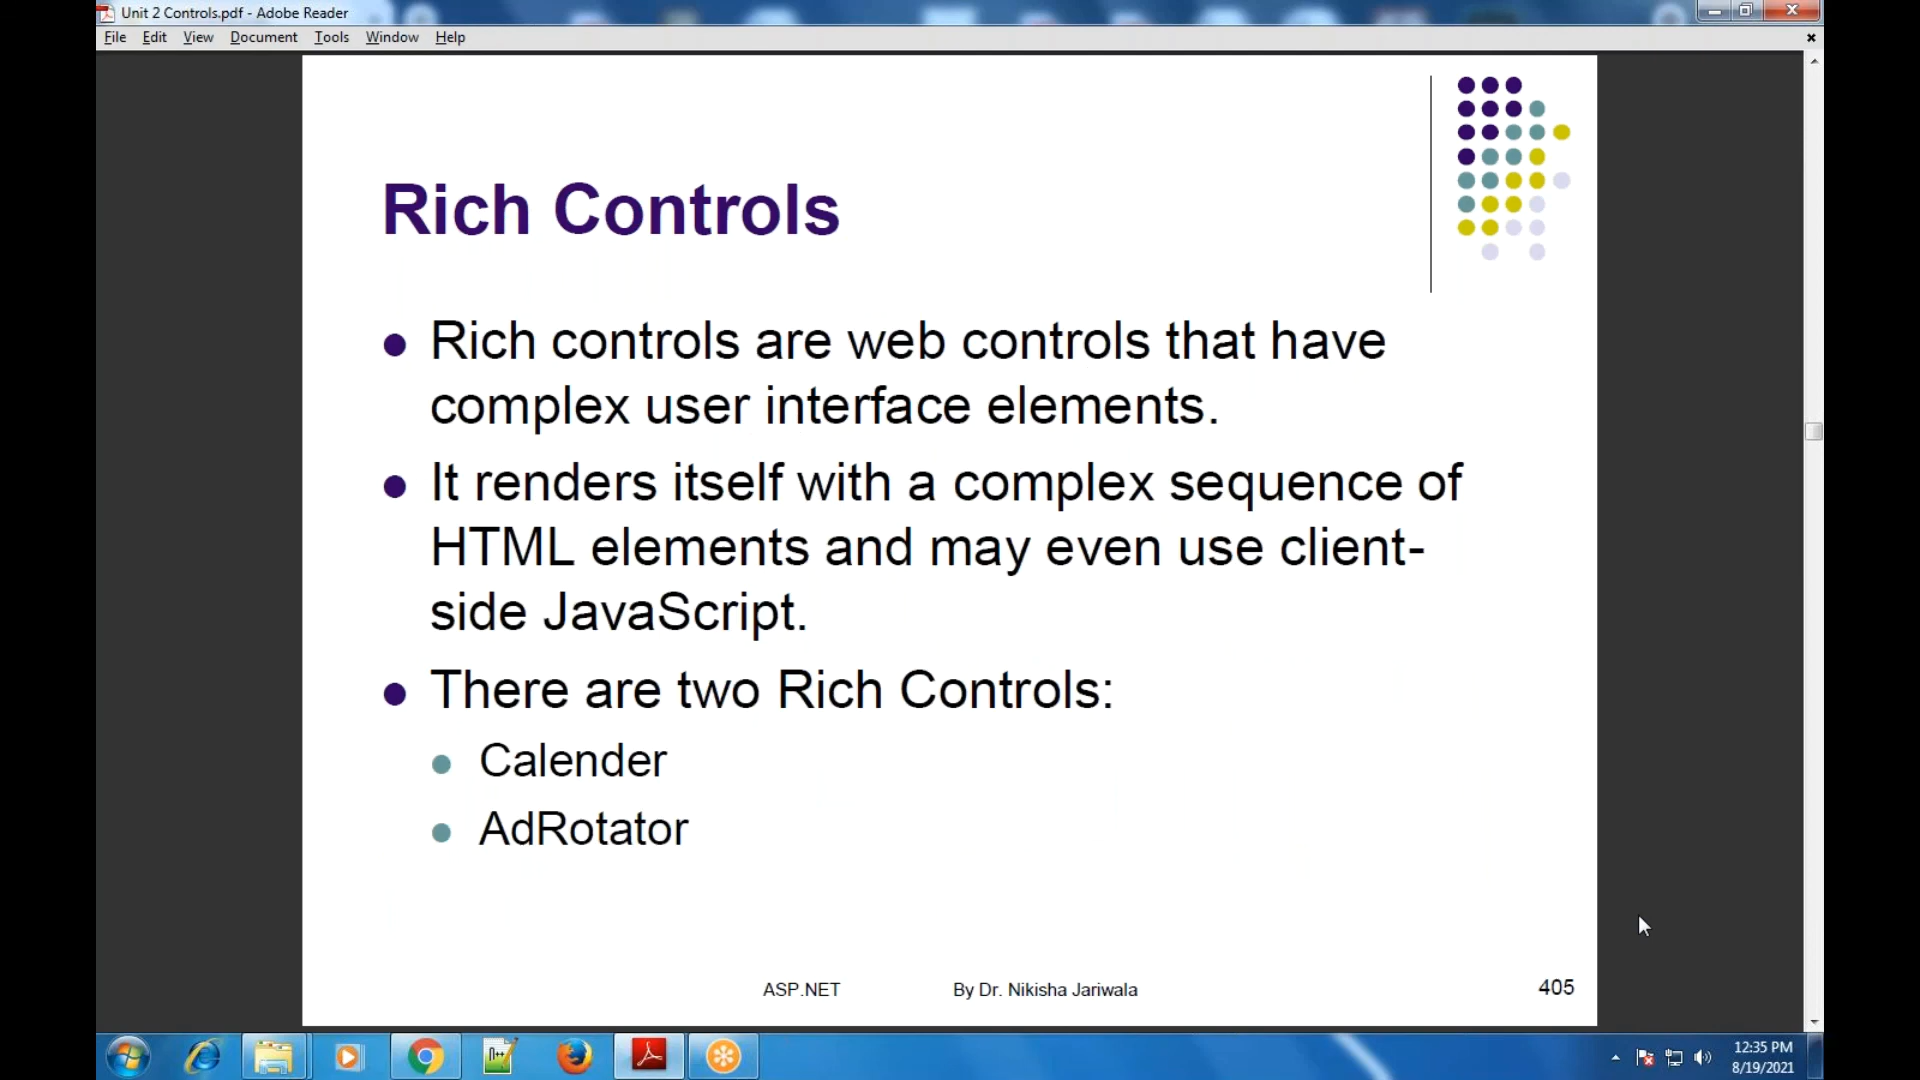 Unit 2 Controls.pdf - Adobe Reader
File Edit View Document Tools Window Help
Rich Controls
Rich controls are web controls that have
complex user interface elements.
It renders itself with a complex sequence of
HTML elements and may even use client-
side JavaScript.
There are two Rich Controls:
Calender
AdRotator
ASP.NET By Dr. Nikisha Jariwala 405
12:35 PM
8/19/2021